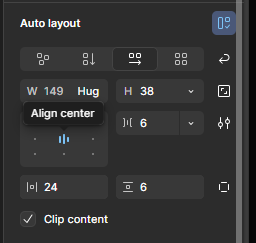 Auto layout
W 149 Hug H 38
Align center
6
24 6
Clip content